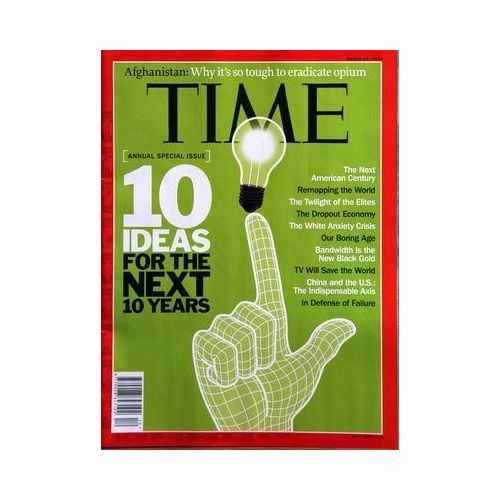 Afghanistan: Why it's so tough to eradicate opium
TIME
[ANNUAL SPECIAL ISSUE]
10
IDEAS
FOR THE
NEXT
10 YEARS
The Next
American Century
Remapping the World
The Twilight of the Elites
The Dropout Economy
The White Anxiety Crisis
Our Boring Age
Bandwidth Is the
New Black Gold
TV Will Save the World
China and the U.S.:
The Indispensable Axis
In Defense of Failure